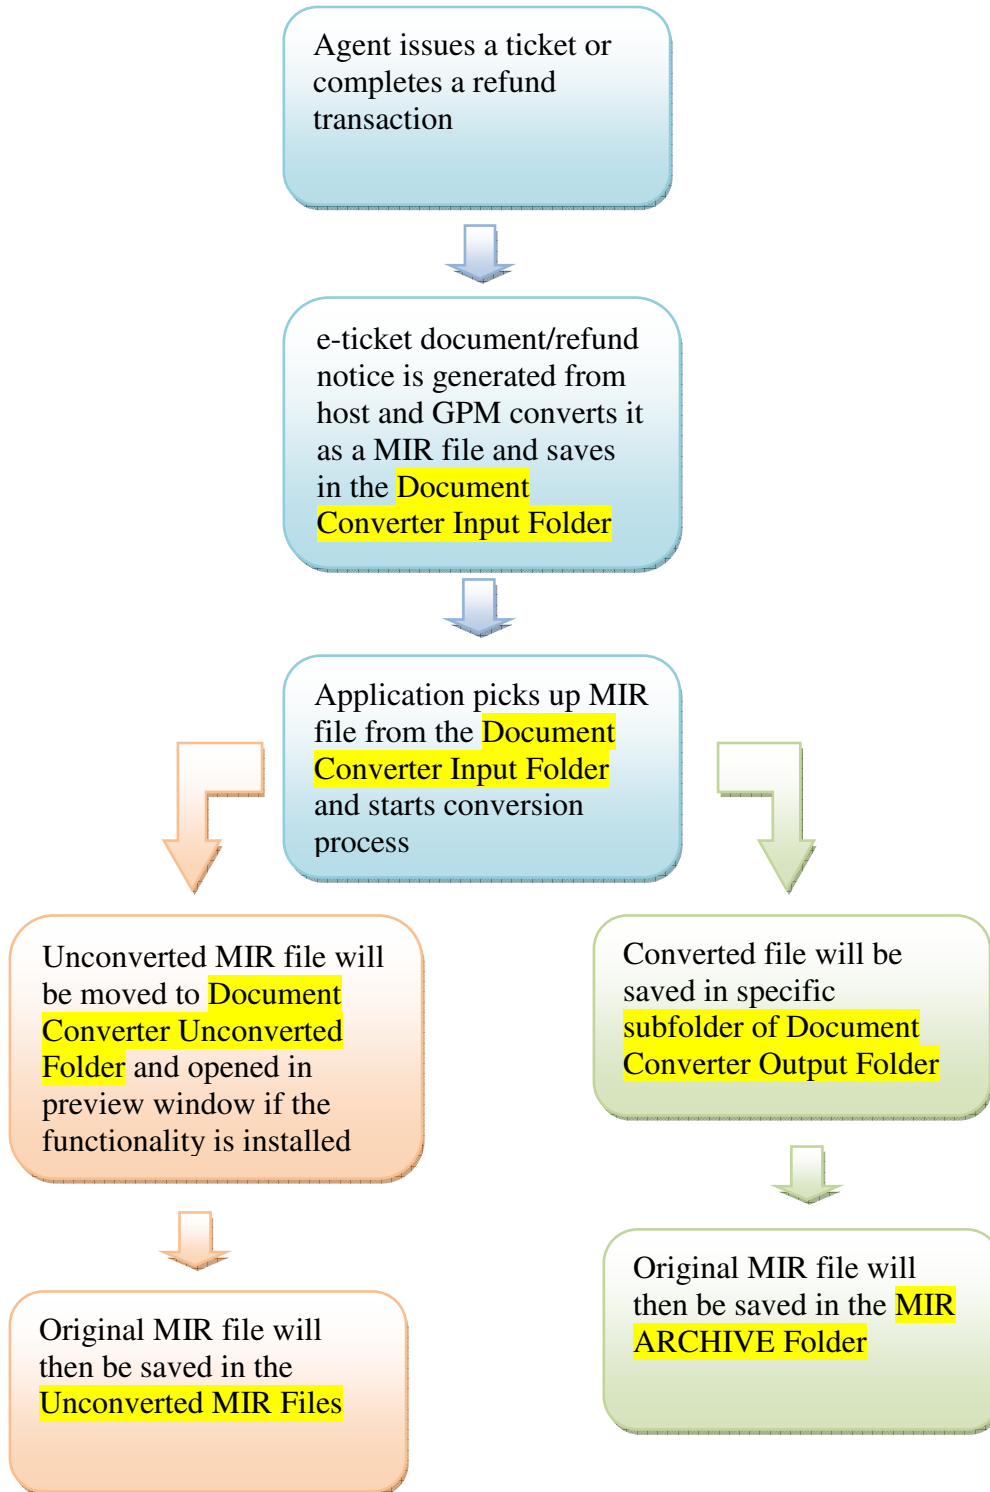 Agent issues a ticket or
completes a refund
transaction
e-ticket document/refund
notice is generated from
host and GPM converts it
as a MIR file and saves
in the Document
Converter Input Folder
Application picks up MIR
file from the Document
Converter Input Folder
and starts conversion
process
Unconverted MIR file will
be moved to Document
Converter Unconverted
Folder and opened in
preview window if the
functionality is installed
Original MIR file will
then be saved in the
Unconverted MIR Files
Converted file will be
saved in specific
subfolder of Document
Converter Output Folder
Original MIR file will
then be saved in the MIR
ARCHIVE Folder